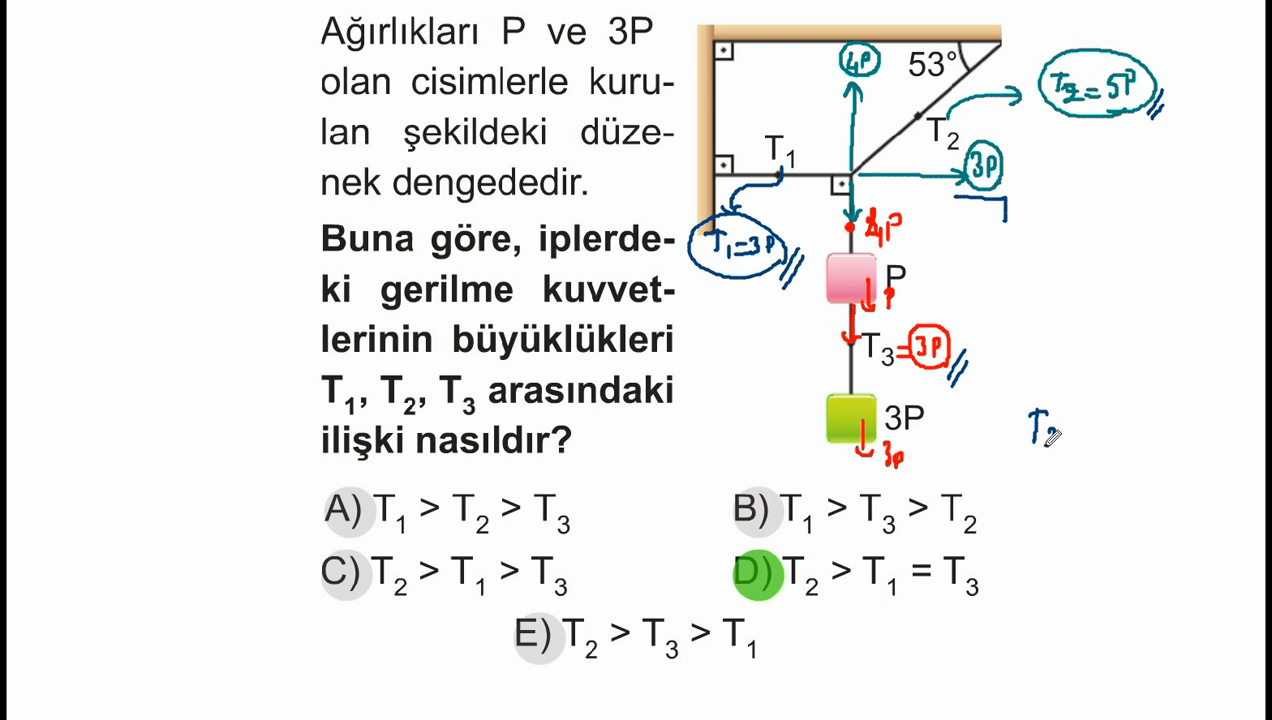 Ağırlıkları P ve 3P
olan cisimlerle kuru-
lan şekildeki düze-
nek dengededir.
Buna göre, iplerde-
ki gerilme kuvvet-
lerinin büyüklükleri
T₁, T₂, T₃ arasındaki
ilişki nasıldır?
4P
53°
T₂ = 5P
T₂
T₁
3P
T₁ = 3P
4P
P
P
T₃ = 3P
3P
3P
T₂
A) T₁ > T₂ > T₃
B) T₁ > T₃ > T₂
C) T₂ > T₁ > T₃
D) T₂ > T₁ = T₃
E) T₂ > T₃ > T₁